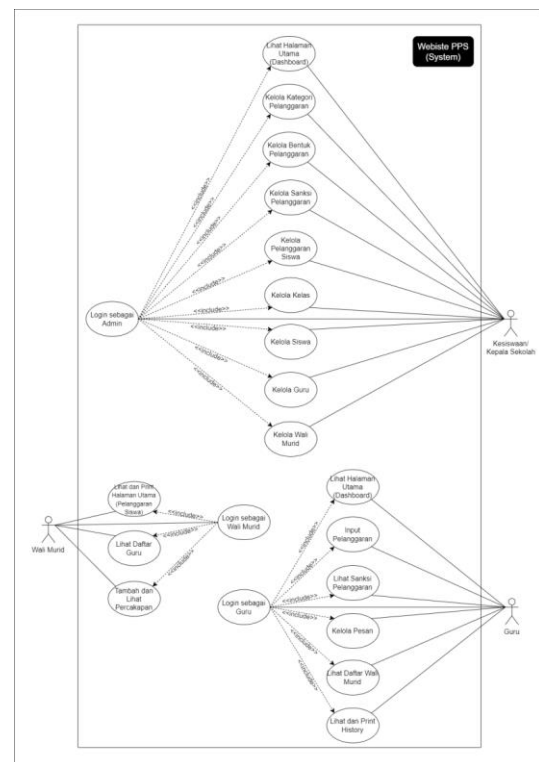 Lihat Halaman
Utama
(Dashboard)
Webiste PPS
(System)
Kelola Kategori
Pelanggaran
Kelola Bentuk
Pelanggaran
Kelola Sanksi
Pelanggaran
Kelola
Pelanggaran
Siswa
Kelola Kelas
Kelola Siswa
Kelola Guru
Kelola Wali
Murid
<<include>>
<<include>>
<<include>>
<<include>>
<<include>>
<<include>>
<<include>>
<<include>>
<<include>>
Login sebagai
Admin
Kesiswaan/
Kepala Sekolah
Lihat dan Print
Halaman Utama
(Pelanggaran
Siswa)
Lihat Daftar
Guru
Tambah dan
Lihat
Percakapan
<<include>>
<<include>>
<<include>>
Login sebagai
Wali Murid
Wali Murid
Lihat Halaman
Utama
(Dashboard)
Input
Pelanggaran
Lihat Sanksi
Pelanggaran
Kelola Pesan
Lihat Daftar Wali
Murid
Lihat dan Print
History
<<include>>
<<include>>
<<include>>
<<include>>
<<include>>
<<include>>
Login sebagai
Guru
Guru